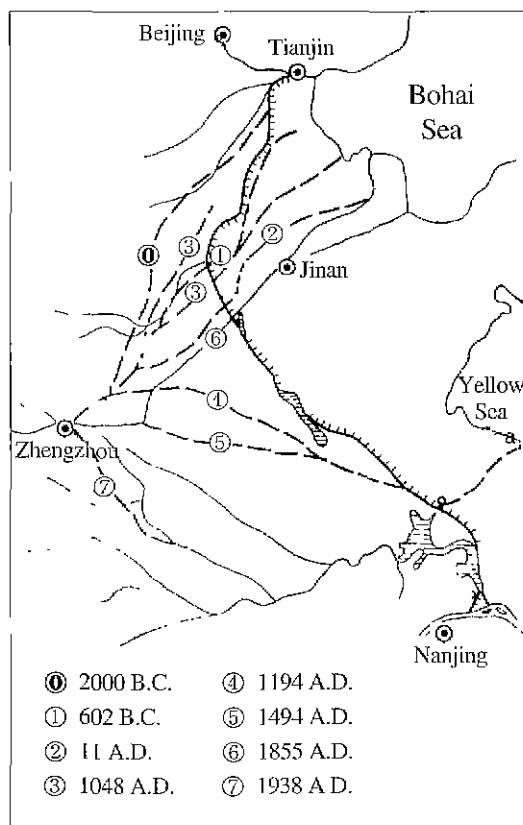 Beijing
Tianjin
Bohai
Sea
⓪
③
①
②
③
Jinan
⑥
④
Yellow
Sea
⑤
Zhengzhou
⑦
Nanjing
⓪ 2000 B.C.
① 602 B.C.
② 11 A.D.
③ 1048 A.D.
④ 1194 A.D.
⑤ 1494 A.D.
⑥ 1855 A.D.
⑦ 1938 A D.